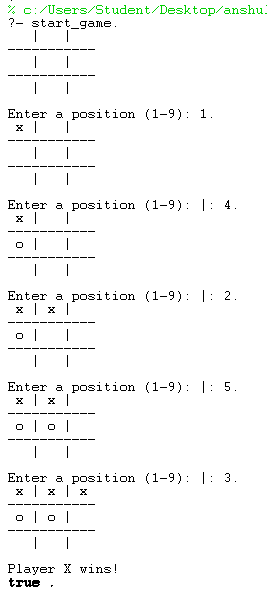 % c:/Users/Student/Desktop/anshul
?- start_game.
   |   |
-----------
   |   |
-----------
   |   |

Enter a position (1-9): 1.
 x |   |
-----------
   |   |
-----------
   |   |

Enter a position (1-9): |: 4.
 x |   |
-----------
 o |   |
-----------
   |   |

Enter a position (1-9): |: 2.
 x | x |
-----------
 o |   |
-----------
   |   |

Enter a position (1-9): |: 5.
 x | x |
-----------
 o | o |
-----------
   |   |

Enter a position (1-9): |: 3.
 x | x | x
-----------
 o | o |
-----------
   |   |

Player X wins!
true .